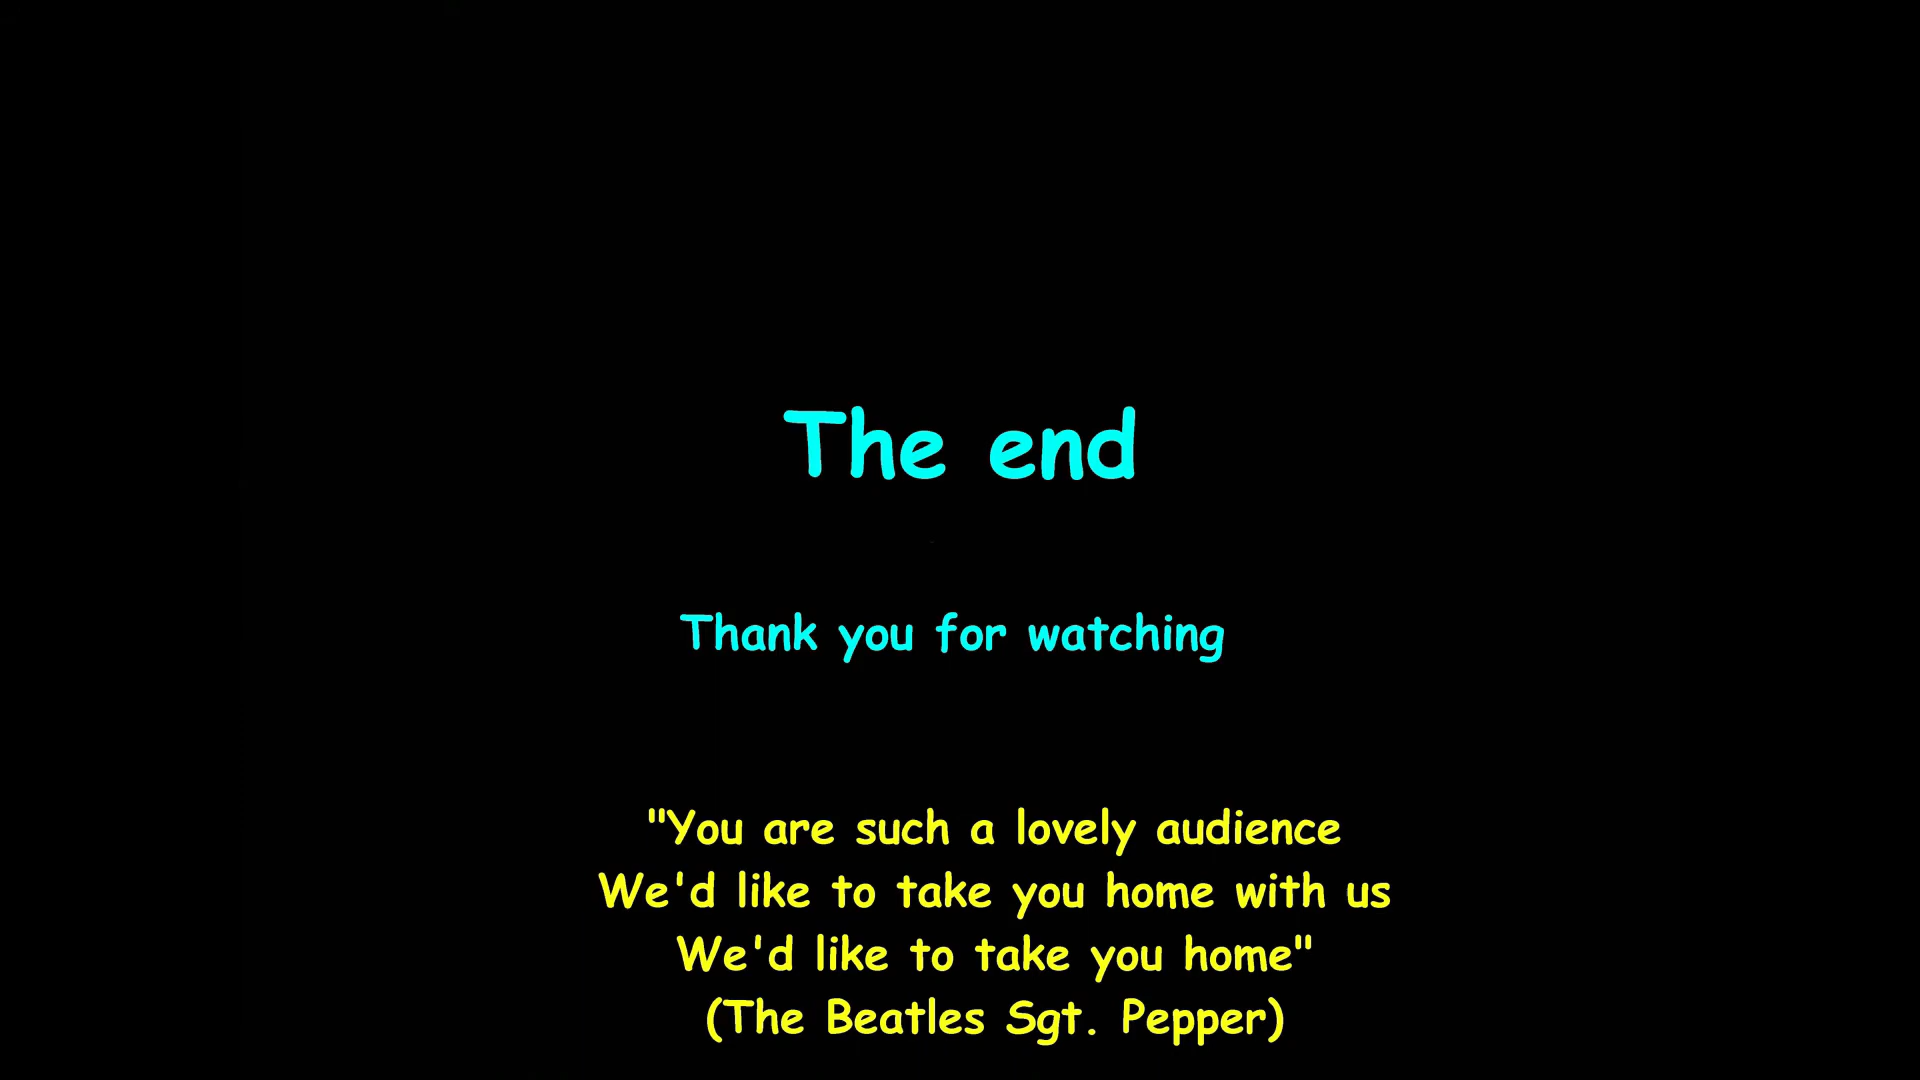 The end
Thank you for watching
"You are such a lovely audience
We'd like to take you home with us
We'd like to take you home"
(The Beatles Sgt. Pepper)